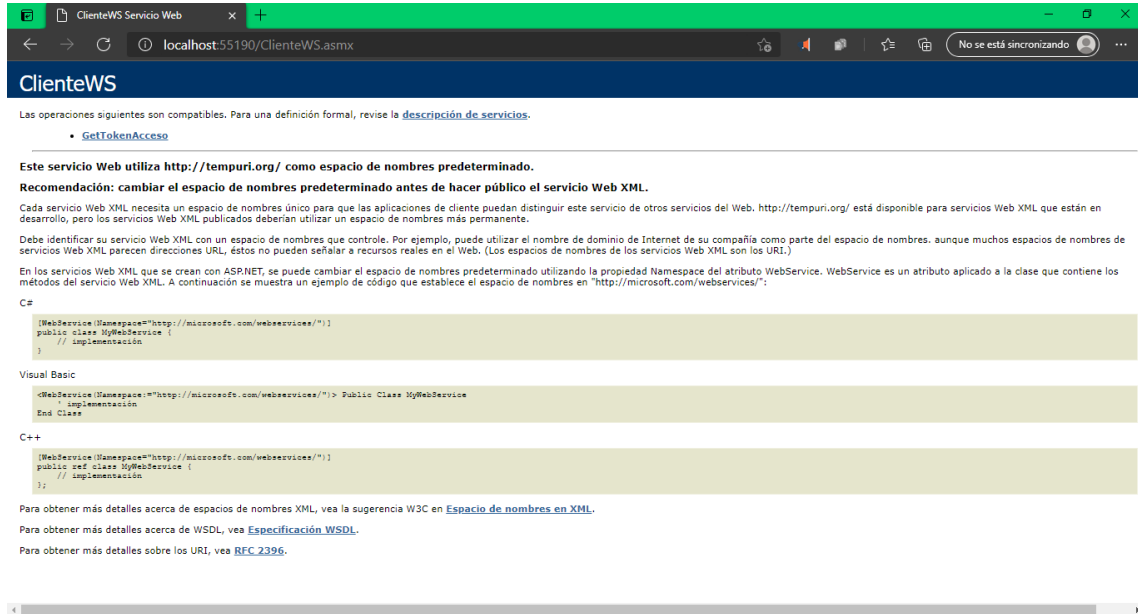 ClienteWS Servicio Web
localhost:55190/ClienteWS.asmx
No se está sincronizando
ClienteWS
Las operaciones siguientes son compatibles. Para una definición formal, revise la descripción de servicios.
• GetTokenAcceso
Este servicio Web utiliza http://tempuri.org/ como espacio de nombres predeterminado.
Recomendación: cambiar el espacio de nombres predeterminado antes de hacer público el servicio Web XML.
Cada servicio Web XML necesita un espacio de nombres único para que las aplicaciones de cliente puedan distinguir este servicio de otros servicios del Web. http://tempuri.org/ está disponible para servicios Web XML que están en
desarrollo, pero los servicios Web XML publicados deberían utilizar un espacio de nombres más permanente.
Debe identificar su servicio Web XML con un espacio de nombres que controle. Por ejemplo, puede utilizar el nombre de dominio de Internet de su compañía como parte del espacio de nombres. aunque muchos espacios de nombres de
servicios Web XML parecen direcciones URL, éstos no pueden señalar a recursos reales en el Web. (Los espacios de nombres de los servicios Web XML son los URI.)
En los servicios Web XML que se crean con ASP.NET, se puede cambiar el espacio de nombres predeterminado utilizando la propiedad Namespace del atributo WebService. WebService es un atributo aplicado a la clase que contiene los
métodos del servicio Web XML. A continuación se muestra un ejemplo de código que establece el espacio de nombres en "http://microsoft.com/webservices/":
C#
[WebService(Namespace="http://microsoft.com/webservices/")]
public class MyWebService {
// implementación
}
Visual Basic
<WebService(Namespace:="http://microsoft.com/webservices/")> Public Class MyWebService
' implementación
End Class
C++
[WebService(Namespace="http://microsoft.com/webservices/")]
public ref class MyWebService {
// implementación
};
Para obtener más detalles acerca de espacios de nombres XML, vea la sugerencia W3C en Espacio de nombres en XML.
Para obtener más detalles acerca de WSDL, vea Especificación WSDL.
Para obtener más detalles sobre los URI, vea RFC 2396.